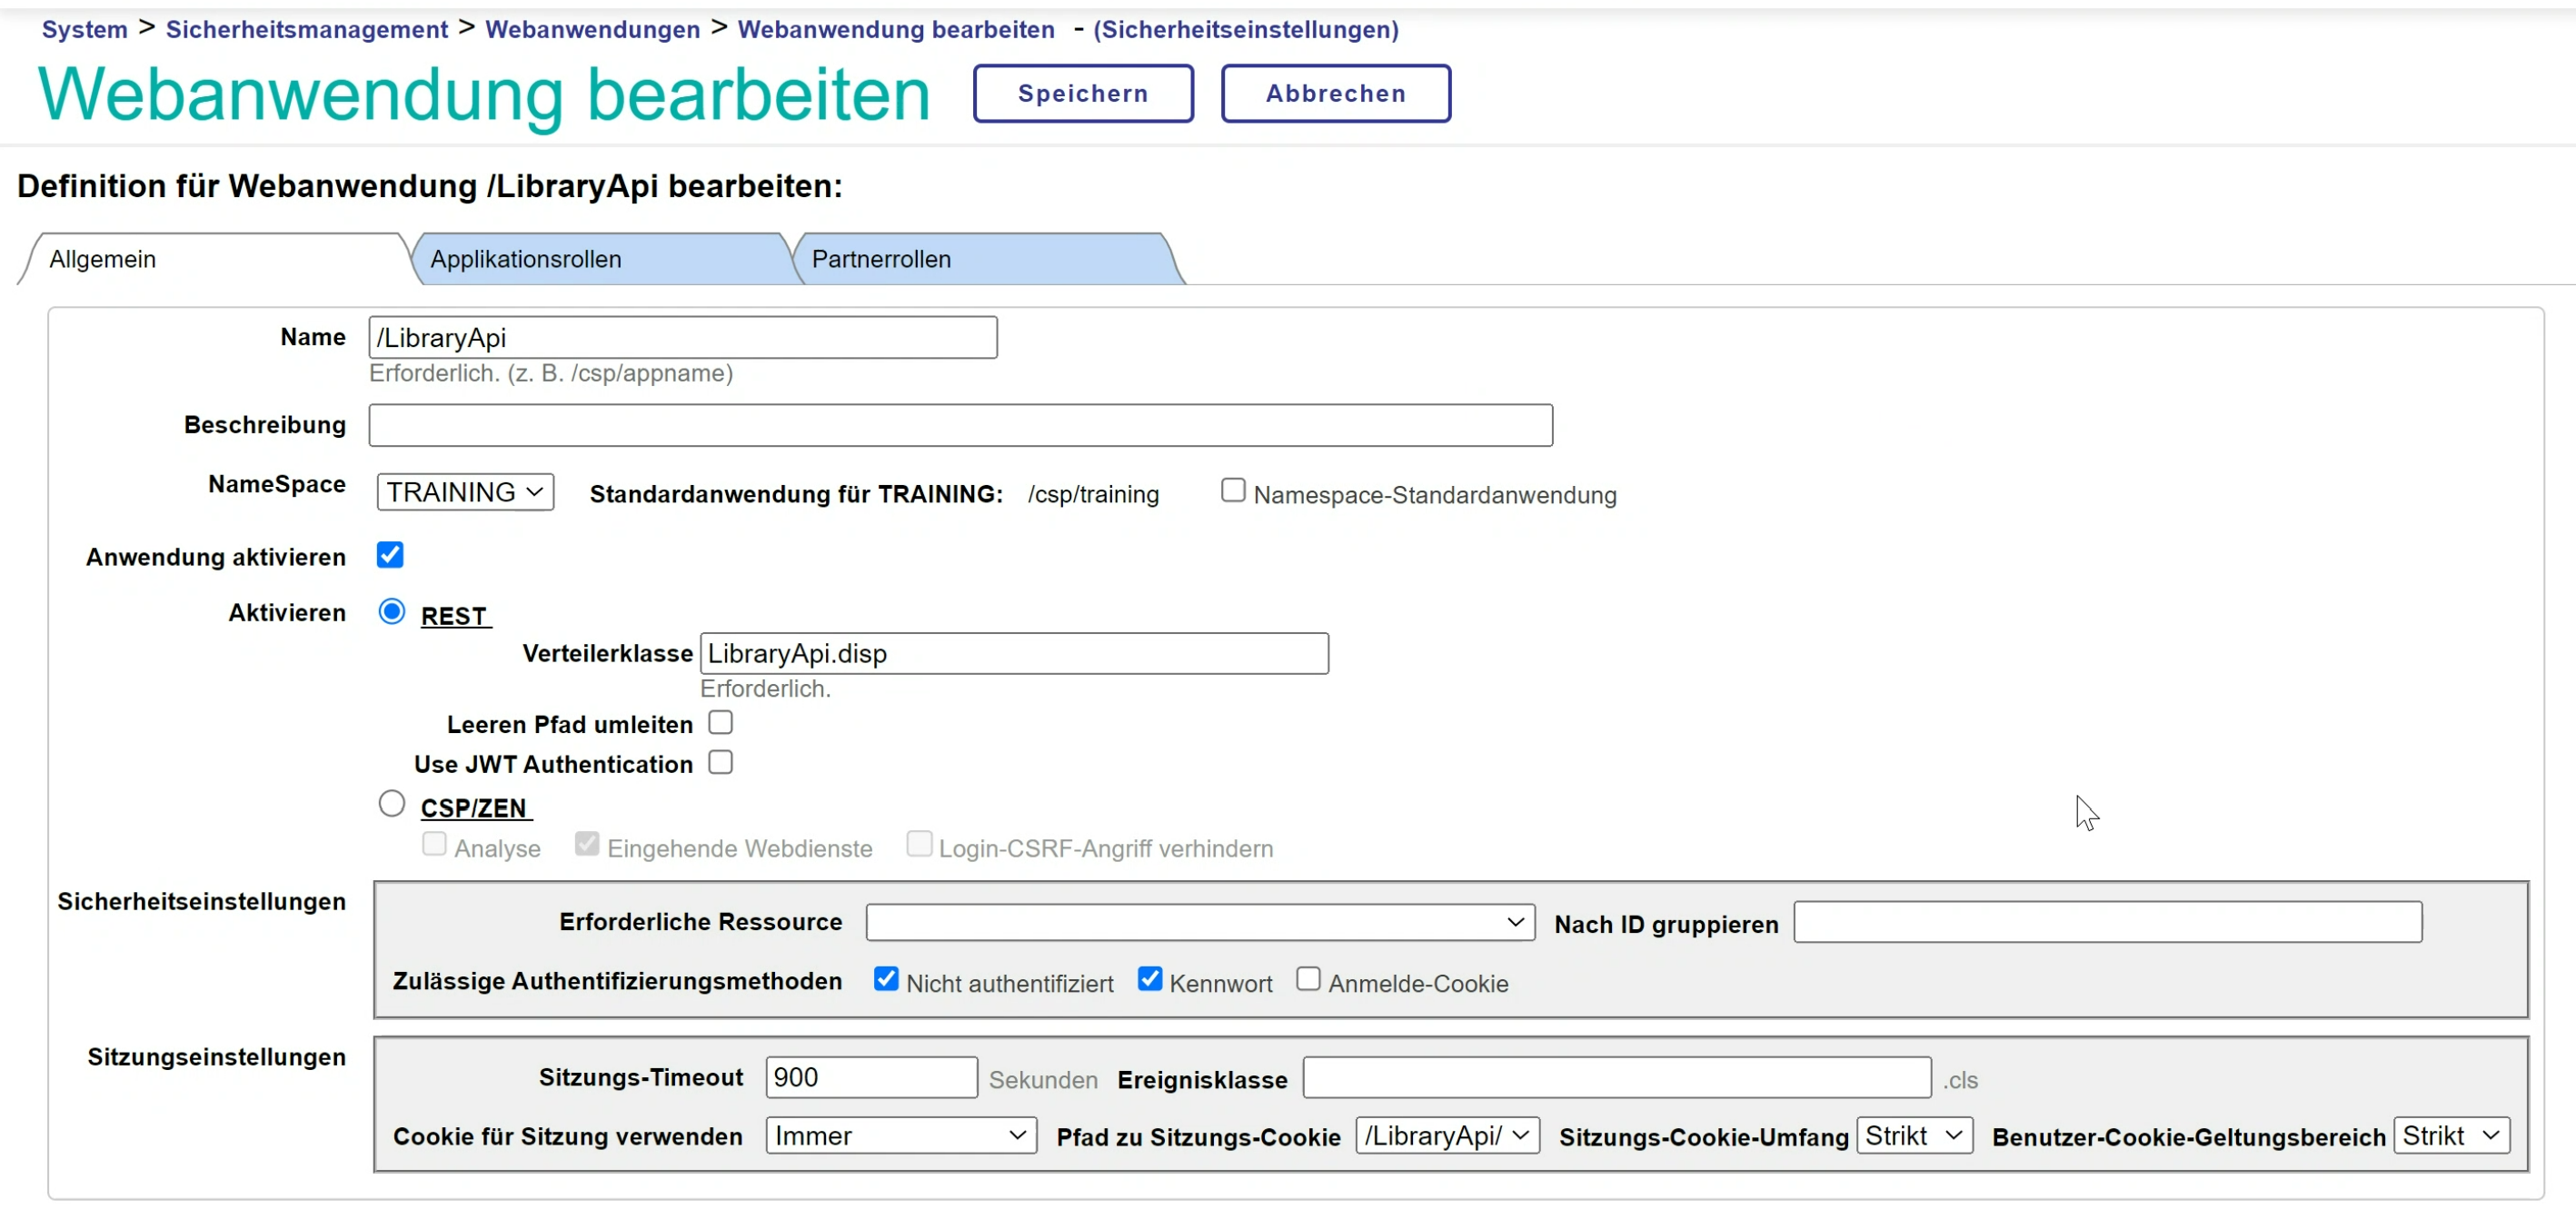 System > Sicherheitsmanagement > Webanwendungen > Webanwendung bearbeiten - (Sicherheitseinstellungen)
Webanwendung bearbeiten Speichern Abbrechen
Definition für Webanwendung /LibraryApi bearbeiten:
Allgemein Applikationsrollen Partnerrollen
Name /LibraryApi
Erforderlich. (z. B. /csp/appname)
Beschreibung
NameSpace TRAINING Standardanwendung für TRAINING: /csp/training Namespace-Standardanwendung
Anwendung aktivieren
Aktivieren REST
Verteilerklasse LibraryApi.disp
Erforderlich.
Leeren Pfad umleiten
Use JWT Authentication
CSP/ZEN
Analyse Eingehende Webdienste Login-CSRF-Angriff verhindern
Sicherheitseinstellungen
Erforderliche Ressource Nach ID gruppieren
Zulässige Authentifizierungsmethoden Nicht authentifiziert Kennwort Anmelde-Cookie
Sitzungseinstellungen
Sitzungs-Timeout 900 Sekunden Ereignisklasse .cls
Cookie für Sitzung verwenden Immer Pfad zu Sitzungs-Cookie /LibraryApi/ Sitzungs-Cookie-Umfang Strikt Benutzer-Cookie-Geltungsbereich Strikt